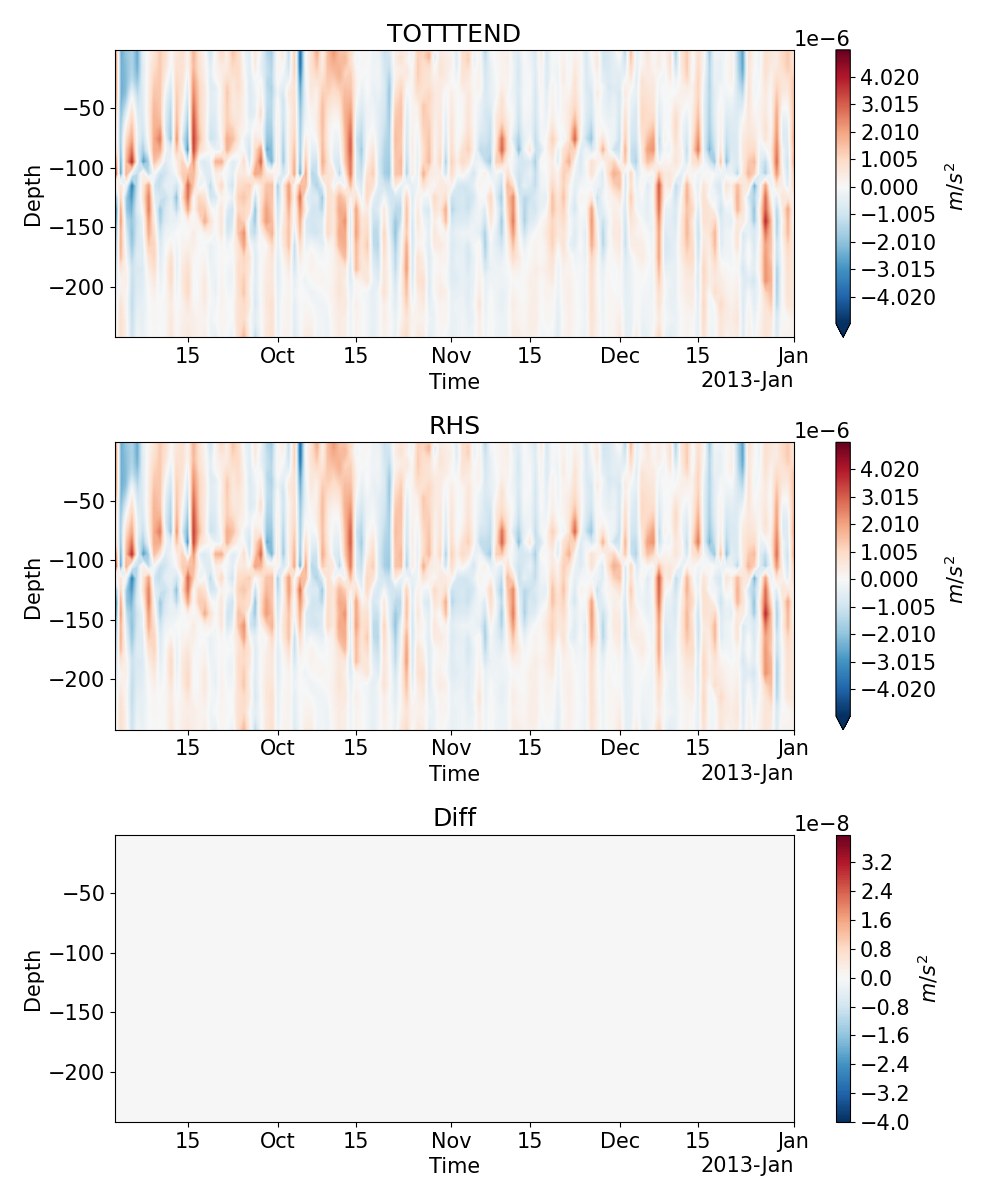 TOTTTEND
1e−6
−50
−100
−150
−200
Depth
15 Oct 15 Nov 15 Dec 15 Jan
Time
2013-Jan
4.020
3.015
2.010
1.005
0.000
−1.005
−2.010
−3.015
−4.020
m/s²
RHS
1e−6
−50
−100
−150
−200
Depth
15 Oct 15 Nov 15 Dec 15 Jan
Time
2013-Jan
4.020
3.015
2.010
1.005
0.000
−1.005
−2.010
−3.015
−4.020
m/s²
Diff
1e−8
−50
−100
−150
−200
Depth
15 Oct 15 Nov 15 Dec 15 Jan
Time
2013-Jan
3.2
2.4
1.6
0.8
0.0
−0.8
−1.6
−2.4
−3.2
−4.0
m/s²